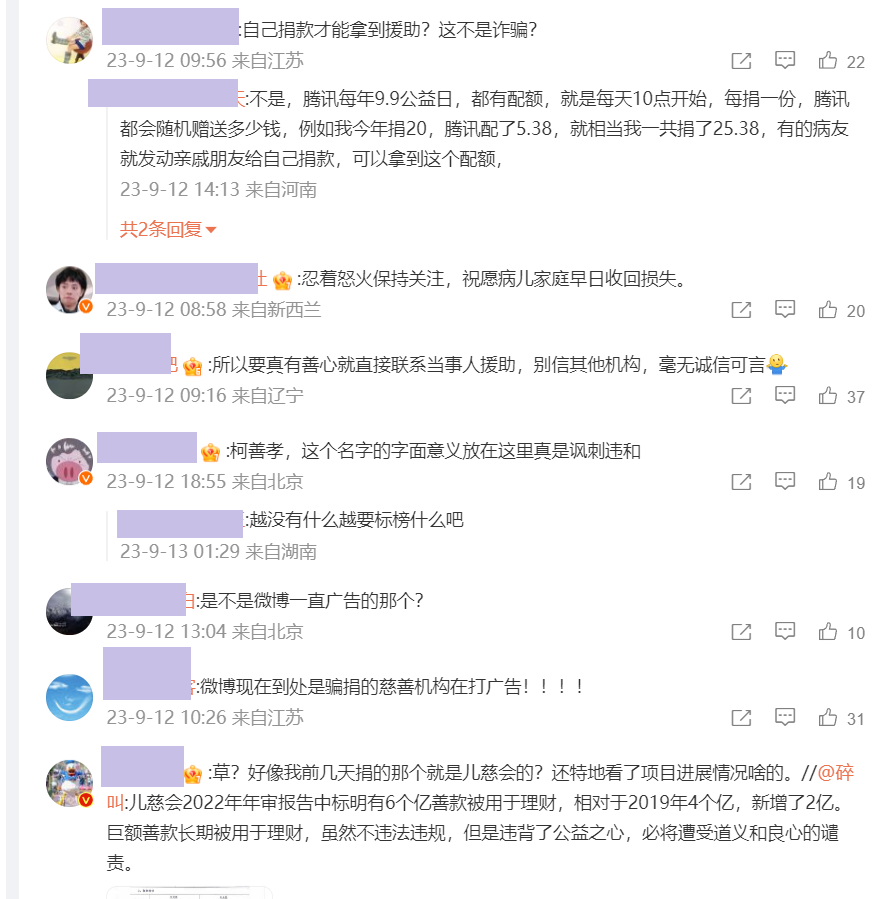 :自己捐款才能拿到援助？这不是诈骗？
23-9-12 09:56 来自江苏
22
:不是，腾讯每年9.9公益日，都有配额，就是每天10点开始，每捐一份，腾讯
都会随机赠送多少钱，例如我今年捐20，腾讯配了5.38，就相当我一共捐了25.38，有的病友
就发动亲戚朋友给自己捐款，可以拿到这个配额，
23-9-12 14:13 来自河南
共2条回复
:忍着怒火保持关注，祝愿病儿家庭早日收回损失。
23-9-12 08:58 来自新西兰
20
:所以要真有善心就直接联系当事人援助，别信其他机构，毫无诚信可言
23-9-12 09:16 来自辽宁
37
:柯善孝，这个名字的字面意义放在这里真是讽刺违和
23-9-12 18:55 来自北京
19
:越没有什么越要标榜什么吧
23-9-13 01:29 来自湖南
:是不是微博一直广告的那个？
23-9-12 13:04 来自北京
10
:微博现在到处是骗捐的慈善机构在打广告！！！！
23-9-12 10:26 来自江苏
31
:草？好像我前几天捐的那个就是儿慈会的？还特地看了项目进展情况啥的。//@碎
叫:儿慈会2022年年审报告中标明有6个亿善款被用于理财，相对于2019年4个亿，新增了2亿。
巨额善款长期被用于理财，虽然不违法违规，但是违背了公益之心，必将遭受道义和良心的谴
责。